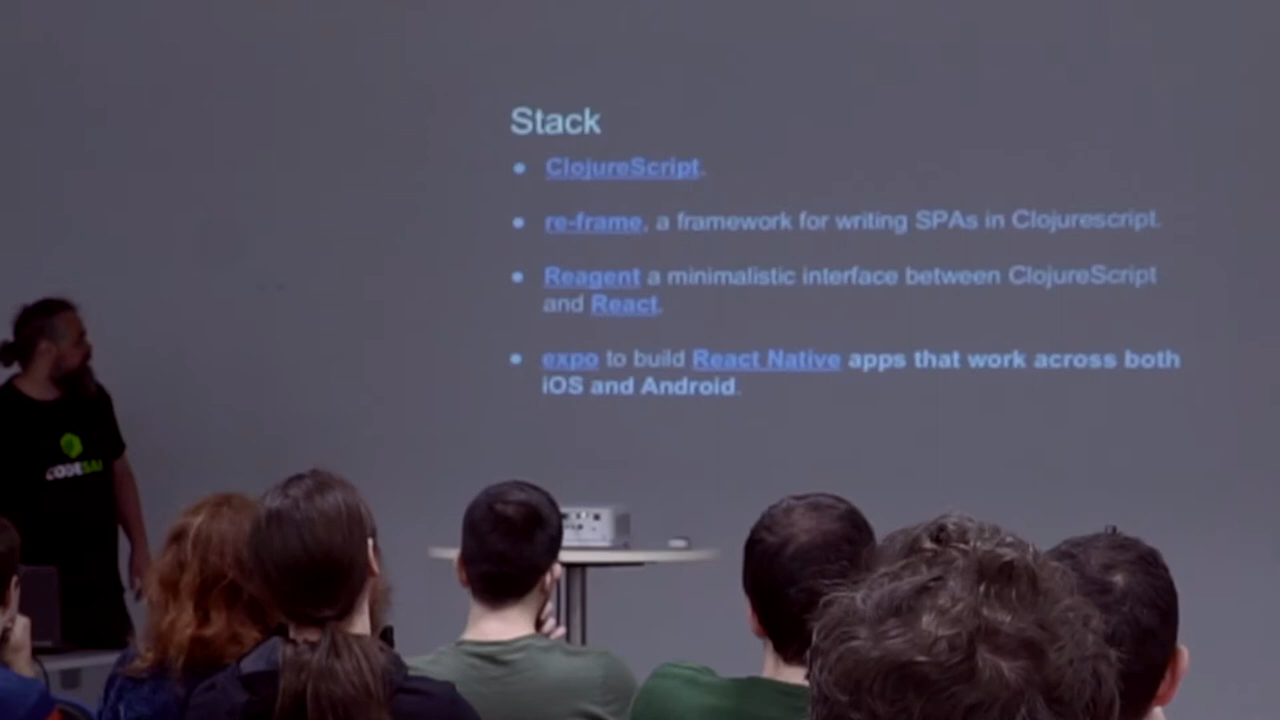 Stack
ClojureScript.
re-frame, a framework for writing SPAs in Clojurescript.
Reagent a minimalistic interface between ClojureScript
and React.
expo to build React Native apps that work across both
iOS and Android.
CODESAI